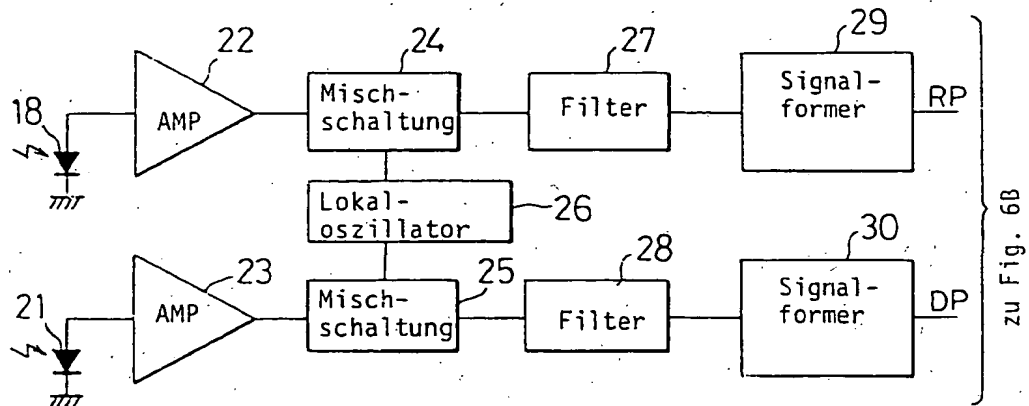 22
24
27
29
18
AMP
Misch-
schaltung
Filter
Signal-
former
RP
Lokal-
oszillator
26
23
25
28
30
21
AMP
Misch-
schaltung
Filter
Signal-
former
DP
zu Fig. 6B